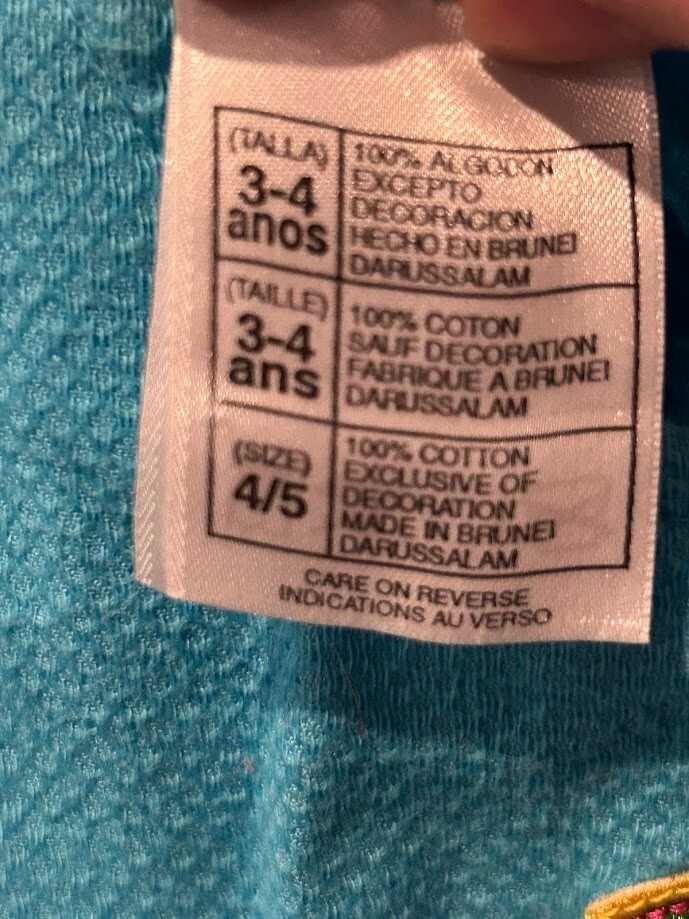 (TALLA)
3-4
anos
100% ALGODON
EXCEPTO
DECORACION
HECHO EN BRUNEI
DARUSSALAM
(TAILLE)
3-4
ans
100% COTON
SAUF DECORATION
FABRIQUE A BRUNEI
DARUSSALAM
(SIZE)
4/5
100% COTTON
EXCLUSIVE OF
DECORATION
MADE IN BRUNEI
DARUSSALAM
CARE ON REVERSE
INDICATIONS AU VERSO